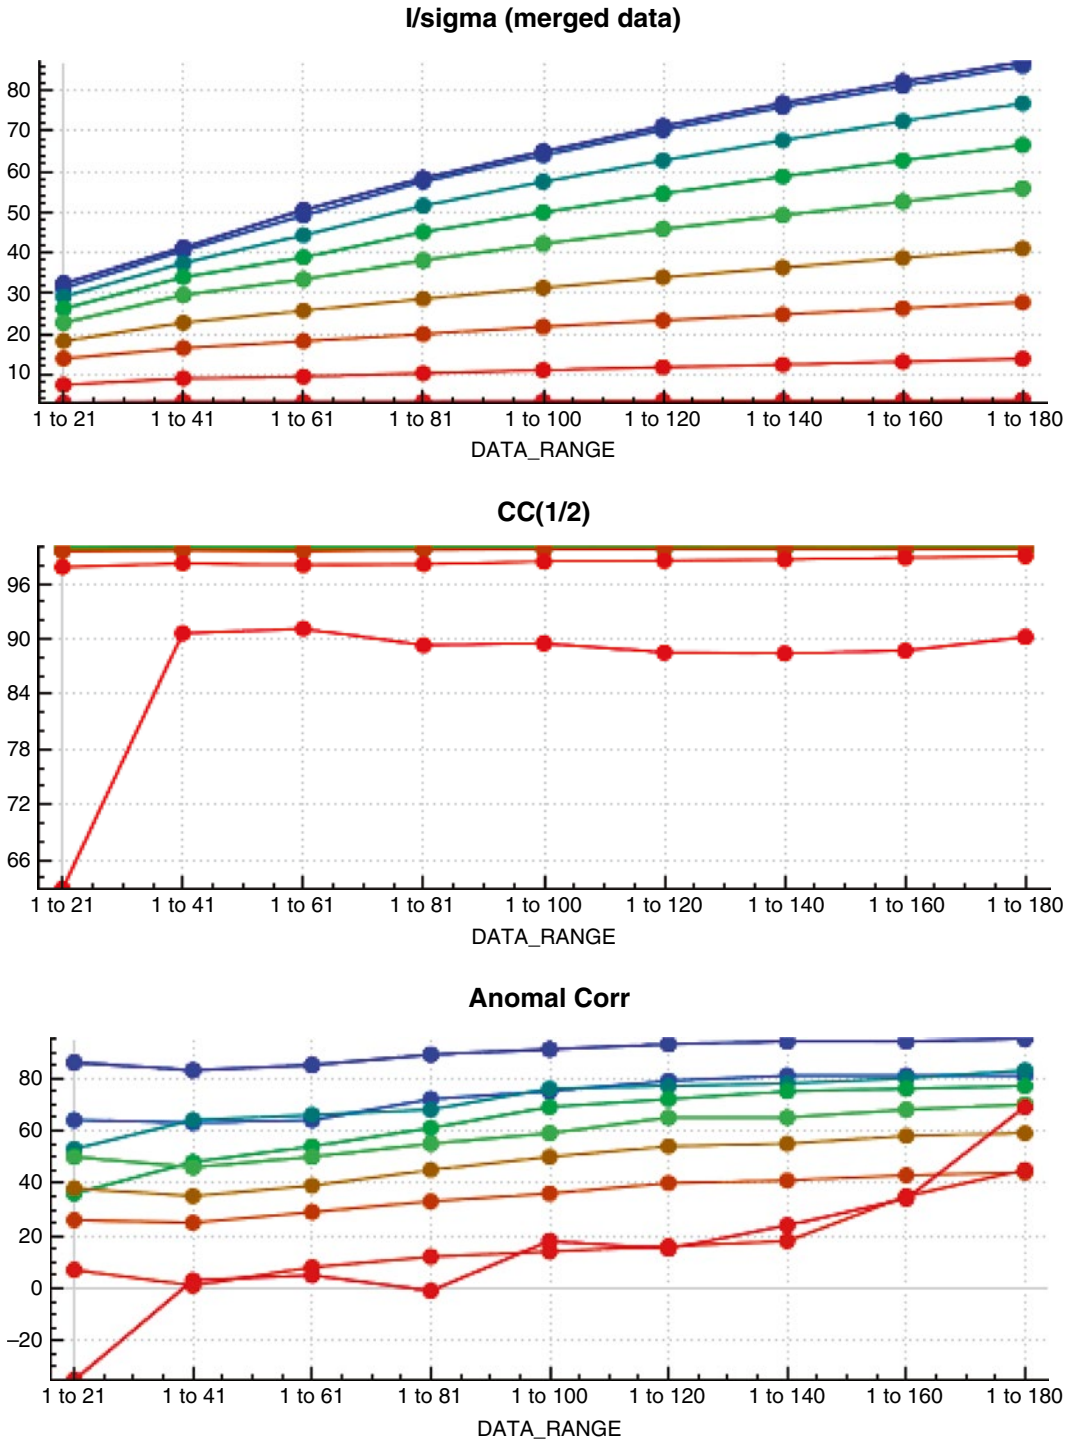 I/sigma (merged data)
80
70
60
50
40
30
20
10
1 to 21 1 to 41 1 to 61 1 to 81 1 to 100 1 to 120 1 to 140 1 to 160 1 to 180
DATA_RANGE
CC(1/2)
96
90
84
78
72
66
1 to 21 1 to 41 1 to 61 1 to 81 1 to 100 1 to 120 1 to 140 1 to 160 1 to 180
DATA_RANGE
Anomal Corr
80
60
40
20
0
–20
1 to 21 1 to 41 1 to 61 1 to 81 1 to 100 1 to 120 1 to 140 1 to 160 1 to 180
DATA_RANGE